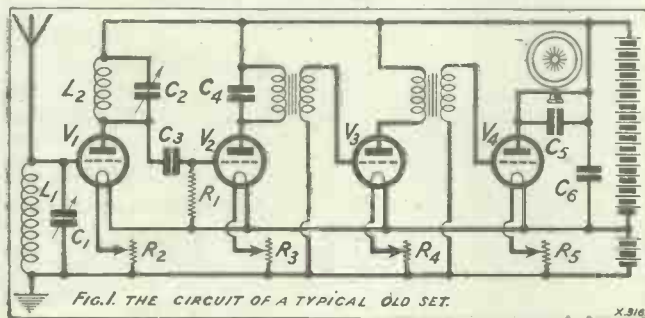 L2
C2
C4
V1
C3
V2
V3
V4
C5
L1
R1
C6
C1
R2
R3
R4
R5
FIG.1. THE CIRCUIT OF A TYPICAL OLD SET.
X.916